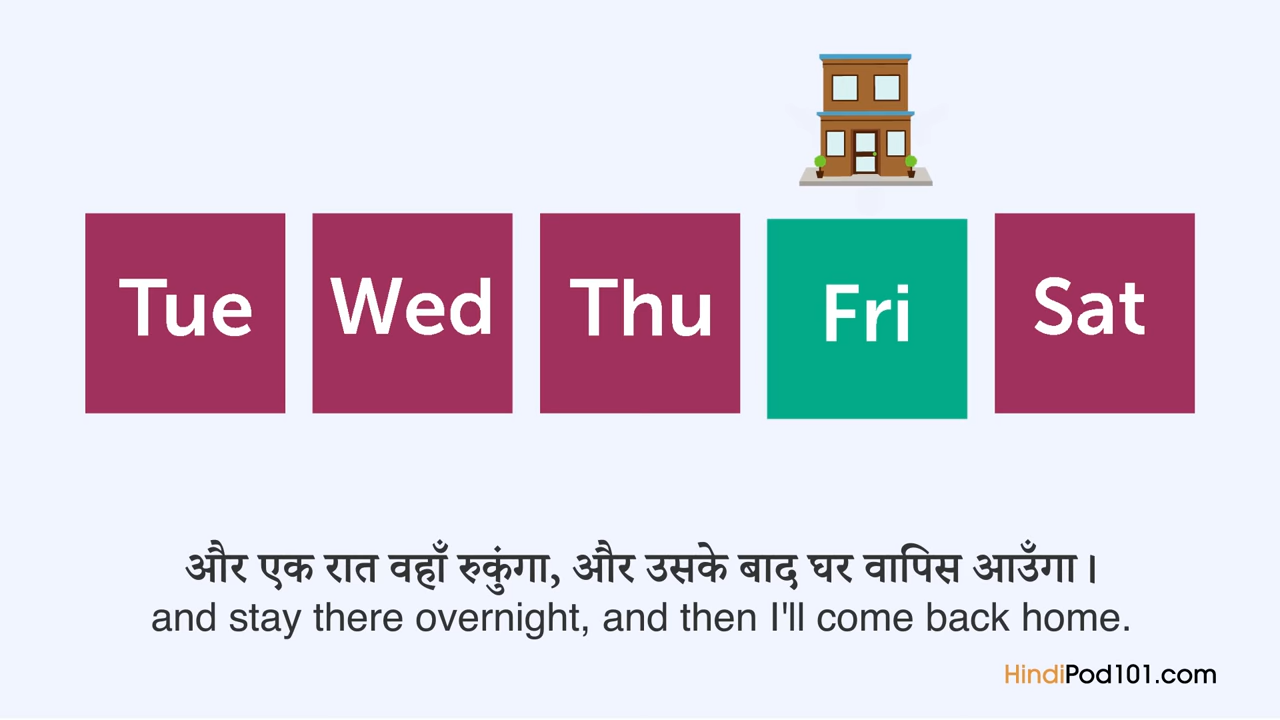 Tue Wed Thu Fri Sat
और एक रात वहाँ रुकुंगा, और उसके बाद घर वापिस आउँगा।
and stay there overnight, and then I'll come back home.
HindiPod101.com